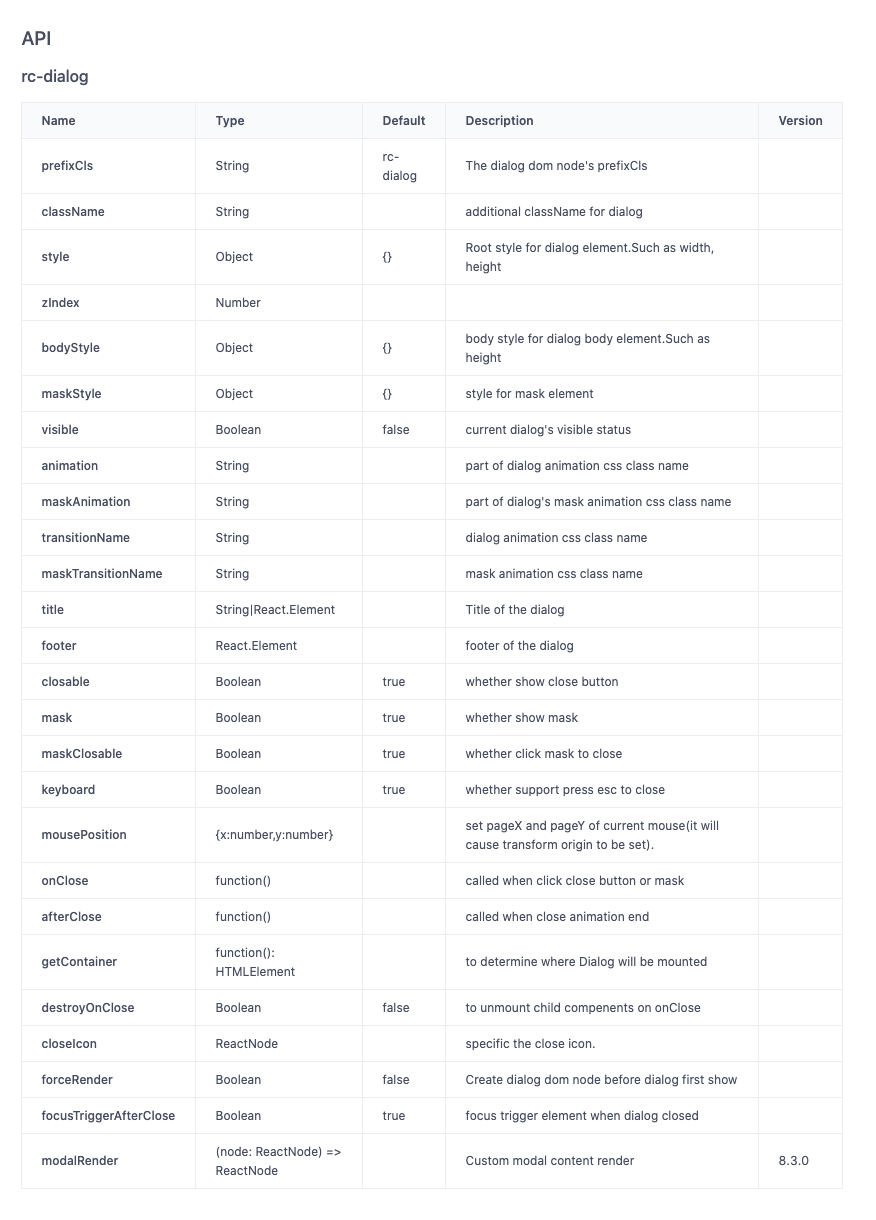 API
rc-dialog
Name Type Default Description Version
prefixCls String rc-
dialog The dialog dom node's prefixCls
className String additional className for dialog
style Object {} Root style for dialog element.Such as width,
height
zIndex Number
bodyStyle Object {} body style for dialog body element.Such as
height
maskStyle Object {} style for mask element
visible Boolean false current dialog's visible status
animation String part of dialog animation css class name
maskAnimation String part of dialog's mask animation css class name
transitionName String dialog animation css class name
maskTransitionName String mask animation css class name
title String|React.Element Title of the dialog
footer React.Element footer of the dialog
closable Boolean true whether show close button
mask Boolean true whether show mask
maskClosable Boolean true whether click mask to close
keyboard Boolean true whether support press esc to close
mousePosition {x:number,y:number} set pageX and pageY of current mouse(it will
cause transform origin to be set).
onClose function() called when click close button or mask
afterClose function() called when close animation end
getContainer function():
HTMLElement to determine where Dialog will be mounted
destroyOnClose Boolean false to unmount child compenents on onClose
closeIcon ReactNode specific the close icon.
forceRender Boolean false Create dialog dom node before dialog first show
focusTriggerAfterClose Boolean true focus trigger element when dialog closed
modalRender (node: ReactNode) =>
ReactNode Custom modal content render 8.3.0